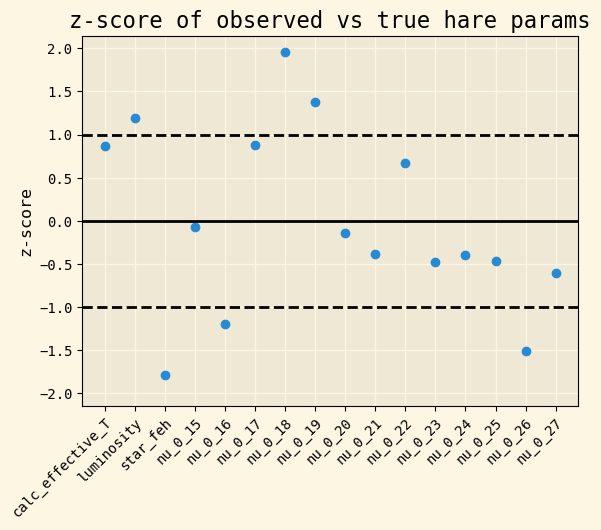 z-score of observed vs true hare params
z-score
2.0
1.5
1.0
0.5
0.0
−0.5
−1.0
−1.5
−2.0
calc_effective_T
luminosity
star_feh
nu_0_15
nu_0_16
nu_0_17
nu_0_18
nu_0_19
nu_0_20
nu_0_21
nu_0_22
nu_0_23
nu_0_24
nu_0_25
nu_0_26
nu_0_27